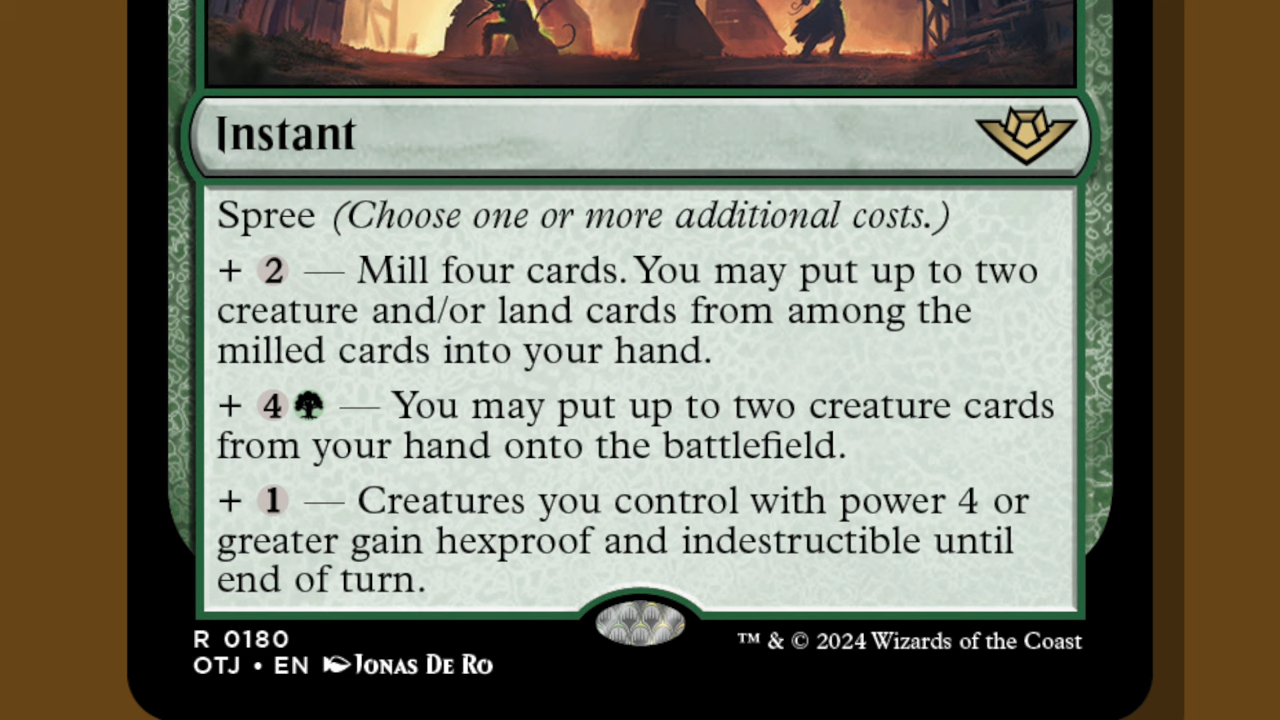 Instant
Spree (Choose one or more additional costs.)
+ 2 — Mill four cards. You may put up to two
creature and/or land cards from among the
milled cards into your hand.
+ 4 — You may put up to two creature cards
from your hand onto the battlefield.
+ 1 — Creatures you control with power 4 or
greater gain hexproof and indestructible until
end of turn.
R 0180
OTJ • EN Jonas De Ro
™ & © 2024 Wizards of the Coast